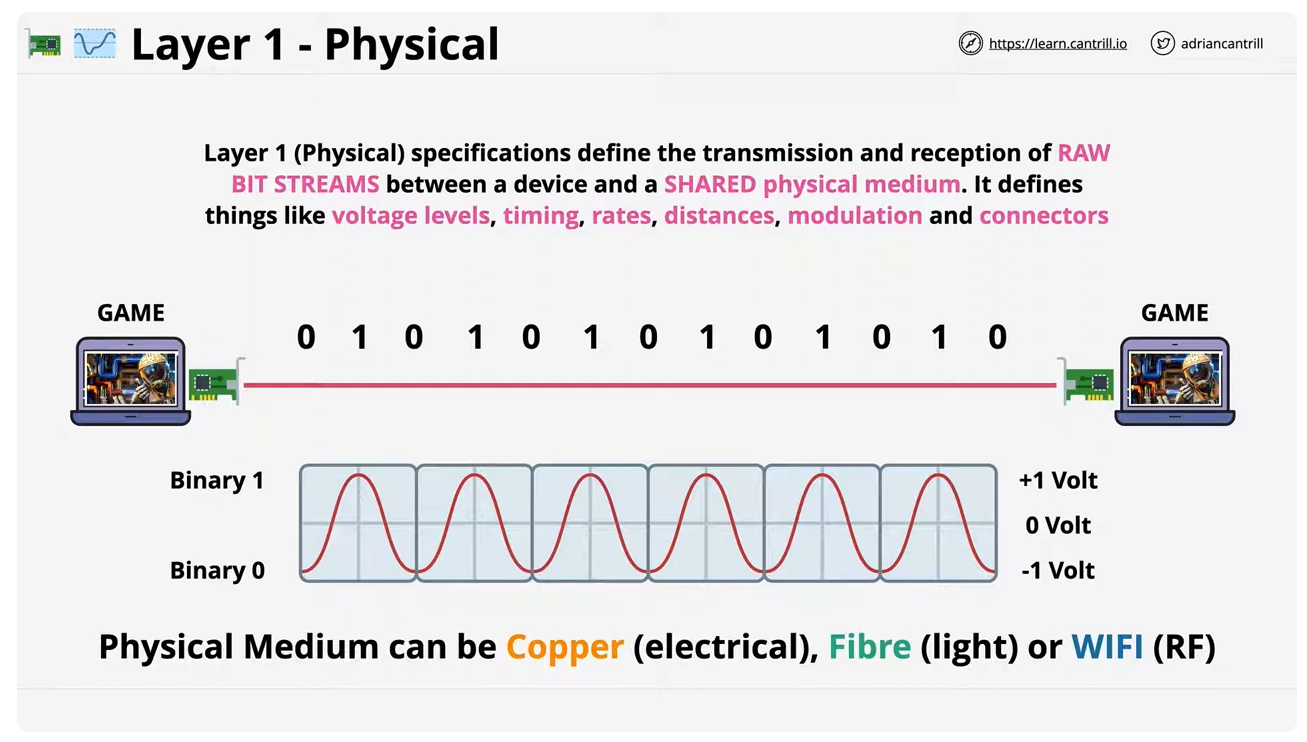 Layer 1 - Physical
https://learn.cantrill.io
adriancantrill
Layer 1 (Physical) specifications define the transmission and reception of RAW
BIT STREAMS between a device and a SHARED physical medium. It defines
things like voltage levels, timing, rates, distances, modulation and connectors
GAME
GAME
0 1 0 1 0 1 0 1 0 1 0 1 0
Binary 1
+1 Volt
0 Volt
Binary 0
-1 Volt
Physical Medium can be Copper (electrical), Fibre (light) or WIFI (RF)